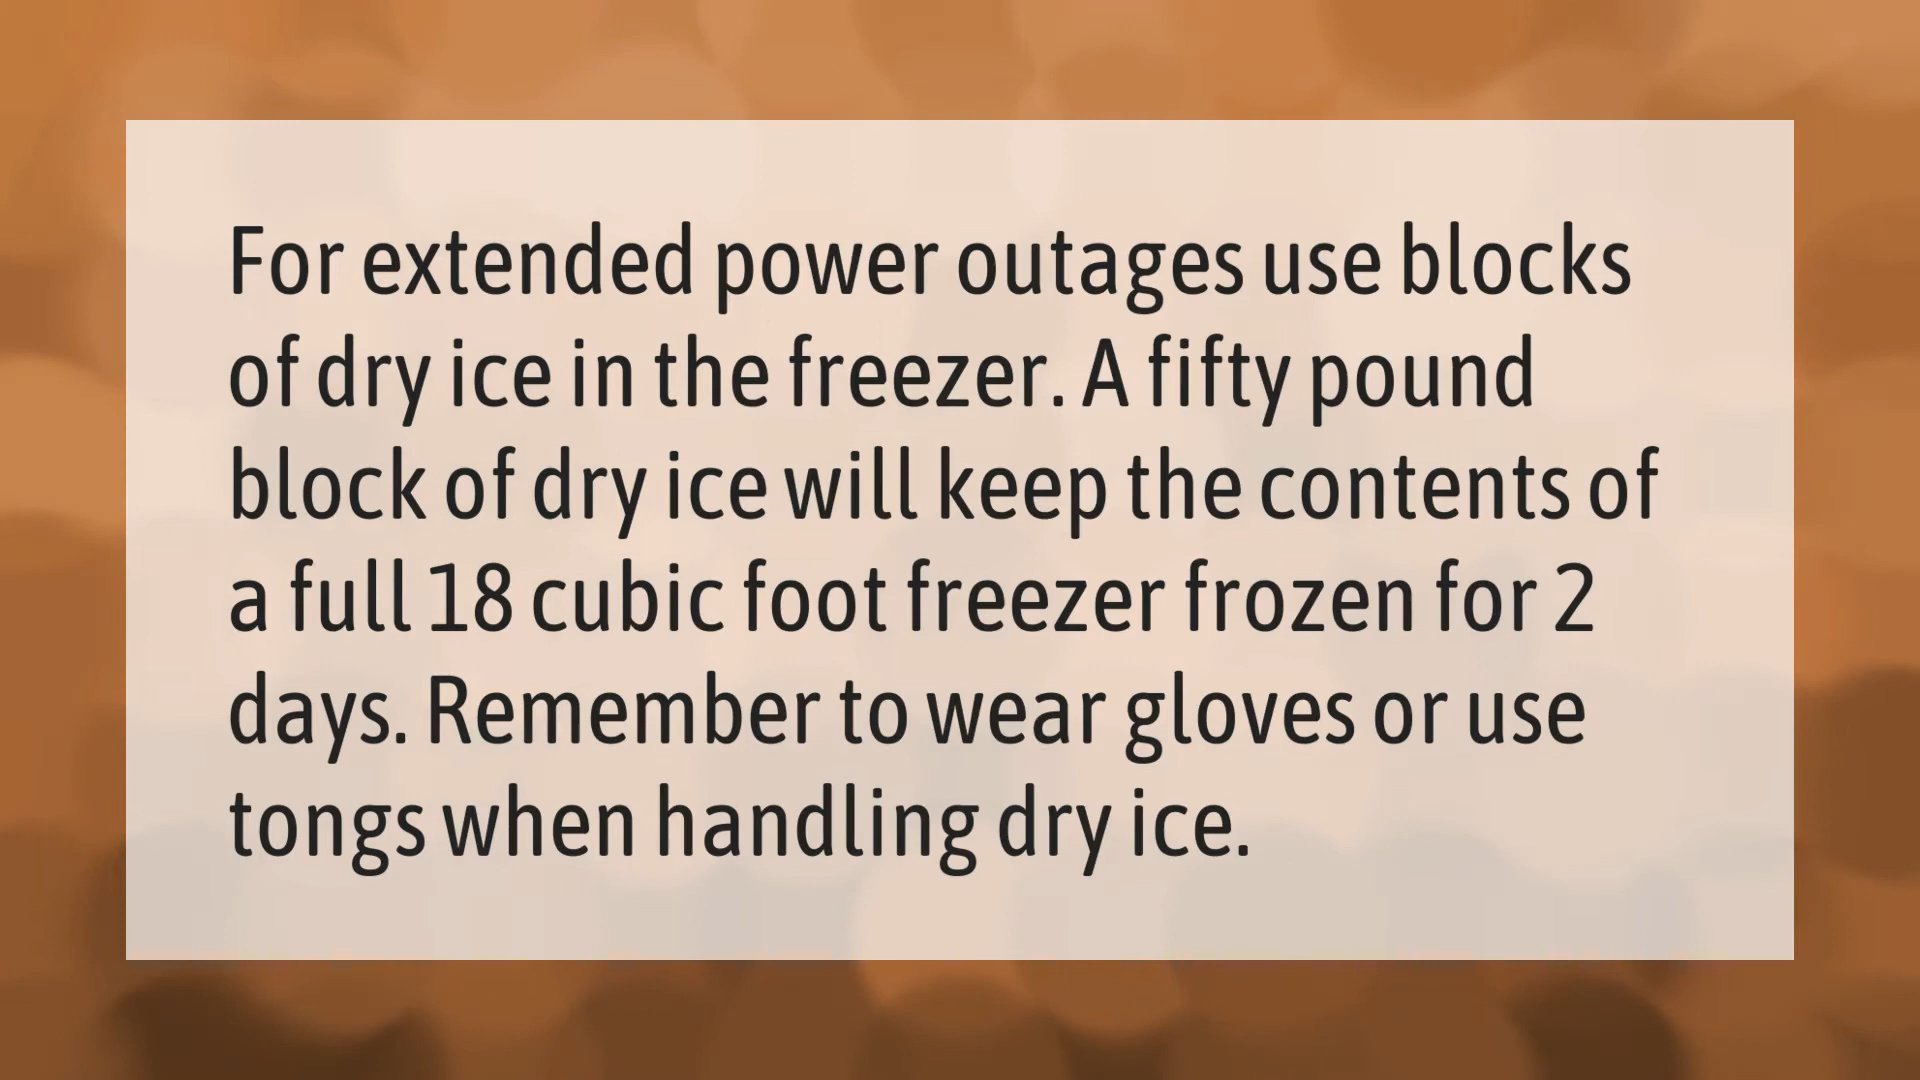 For extended power outages use blocks
of dry ice in the freezer. A fifty pound
block of dry ice will keep the contents of
a full 18 cubic foot freezer frozen for 2
days. Remember to wear gloves or use
tongs when handling dry ice.